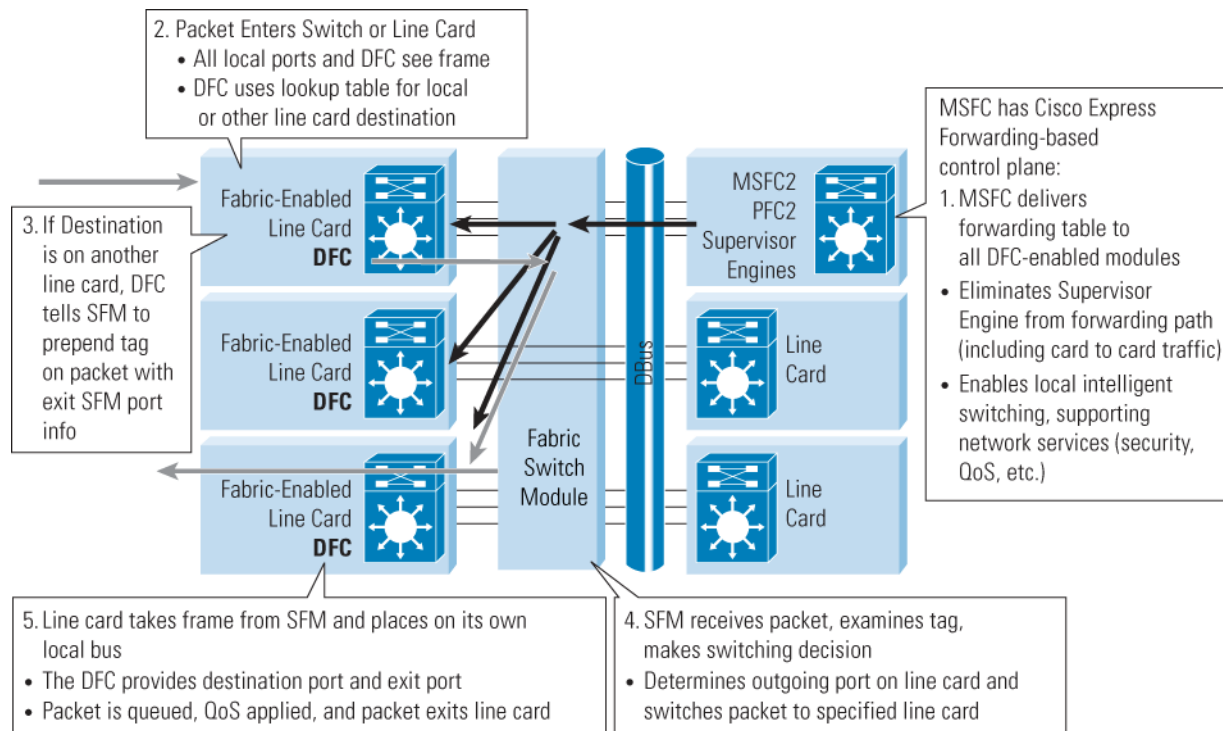 2. Packet Enters Switch or Line Card
• All local ports and DFC see frame
• DFC uses lookup table for local
or other line card destination
MSFC has Cisco Express
Forwarding-based
control plane:
1. MSFC delivers
forwarding table to
all DFC-enabled modules
• Eliminates Supervisor
Engine from forwarding path
(including card to card traffic)
• Enables local intelligent
switching, supporting
network services (security,
QoS, etc.)
3. If Destination
is on another
line card, DFC
tells SFM to
prepend tag
on packet with
exit SFM port
info
Fabric-Enabled
Line Card
DFC
Fabric-Enabled
Line Card
DFC
Fabric-Enabled
Line Card
DFC
Fabric
Switch
Module
DBus
MSFC2
PFC2
Supervisor
Engines
Line
Card
Line
Card
5. Line card takes frame from SFM and places on its own
local bus
• The DFC provides destination port and exit port
• Packet is queued, QoS applied, and packet exits line card
4. SFM receives packet, examines tag,
makes switching decision
• Determines outgoing port on line card and
switches packet to specified line card